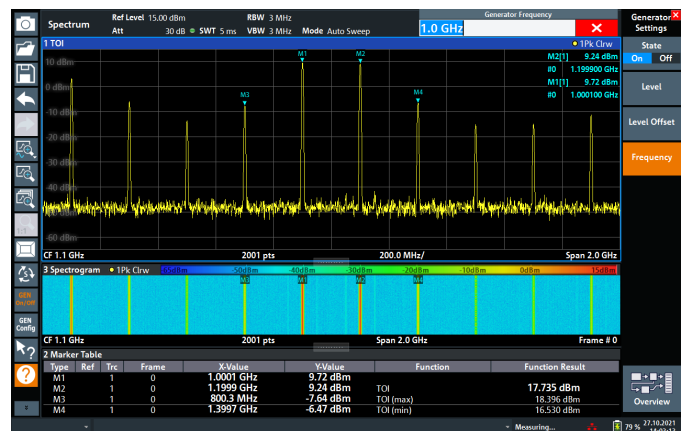 Spectrum Ref Level 15.00 dBm RBW 3 MHz
Att 30 dB SWT 5 ms VBW 3 MHz Mode Auto Sweep
Generator Frequency
1.0 GHz
Generator Settings
State
On Off
Level
Level Offset
Frequency
Overview
1 TOI 1Pk Clrw
M2[1] 9.24 dBm
#0 1.199900 GHz
M1[1] 9.72 dBm
#0 1.000100 GHz
M1 M2
M3 M4
10 dBm
0 dBm
-10 dBm
-20 dBm
-30 dBm
-40 dBm
-60 dBm
CF 1.1 GHz 2001 pts 200.0 MHz/ Span 2.0 GHz
3 Spectrogram 1Pk Clrw -65dBm -50dBm -40dBm -30dBm -20dBm -10dBm 0dBm 15dBm
M3 M1 M2 M4
CF 1.1 GHz 2001 pts Span 2.0 GHz Frame # 0
2 Marker Table
Type Ref Trc Frame X-Value Y-Value Function Function Result
M1 1 0 1.0001 GHz 9.72 dBm
M2 1 0 1.1999 GHz 9.24 dBm TOI 17.735 dBm
M3 1 0 800.3 MHz -7.64 dBm TOI (max) 18.396 dBm
M4 1 0 1.3997 GHz -6.47 dBm TOI (min) 16.530 dBm
GEN On/Off
GEN Config
Measuring... 79 % 27.10.2021